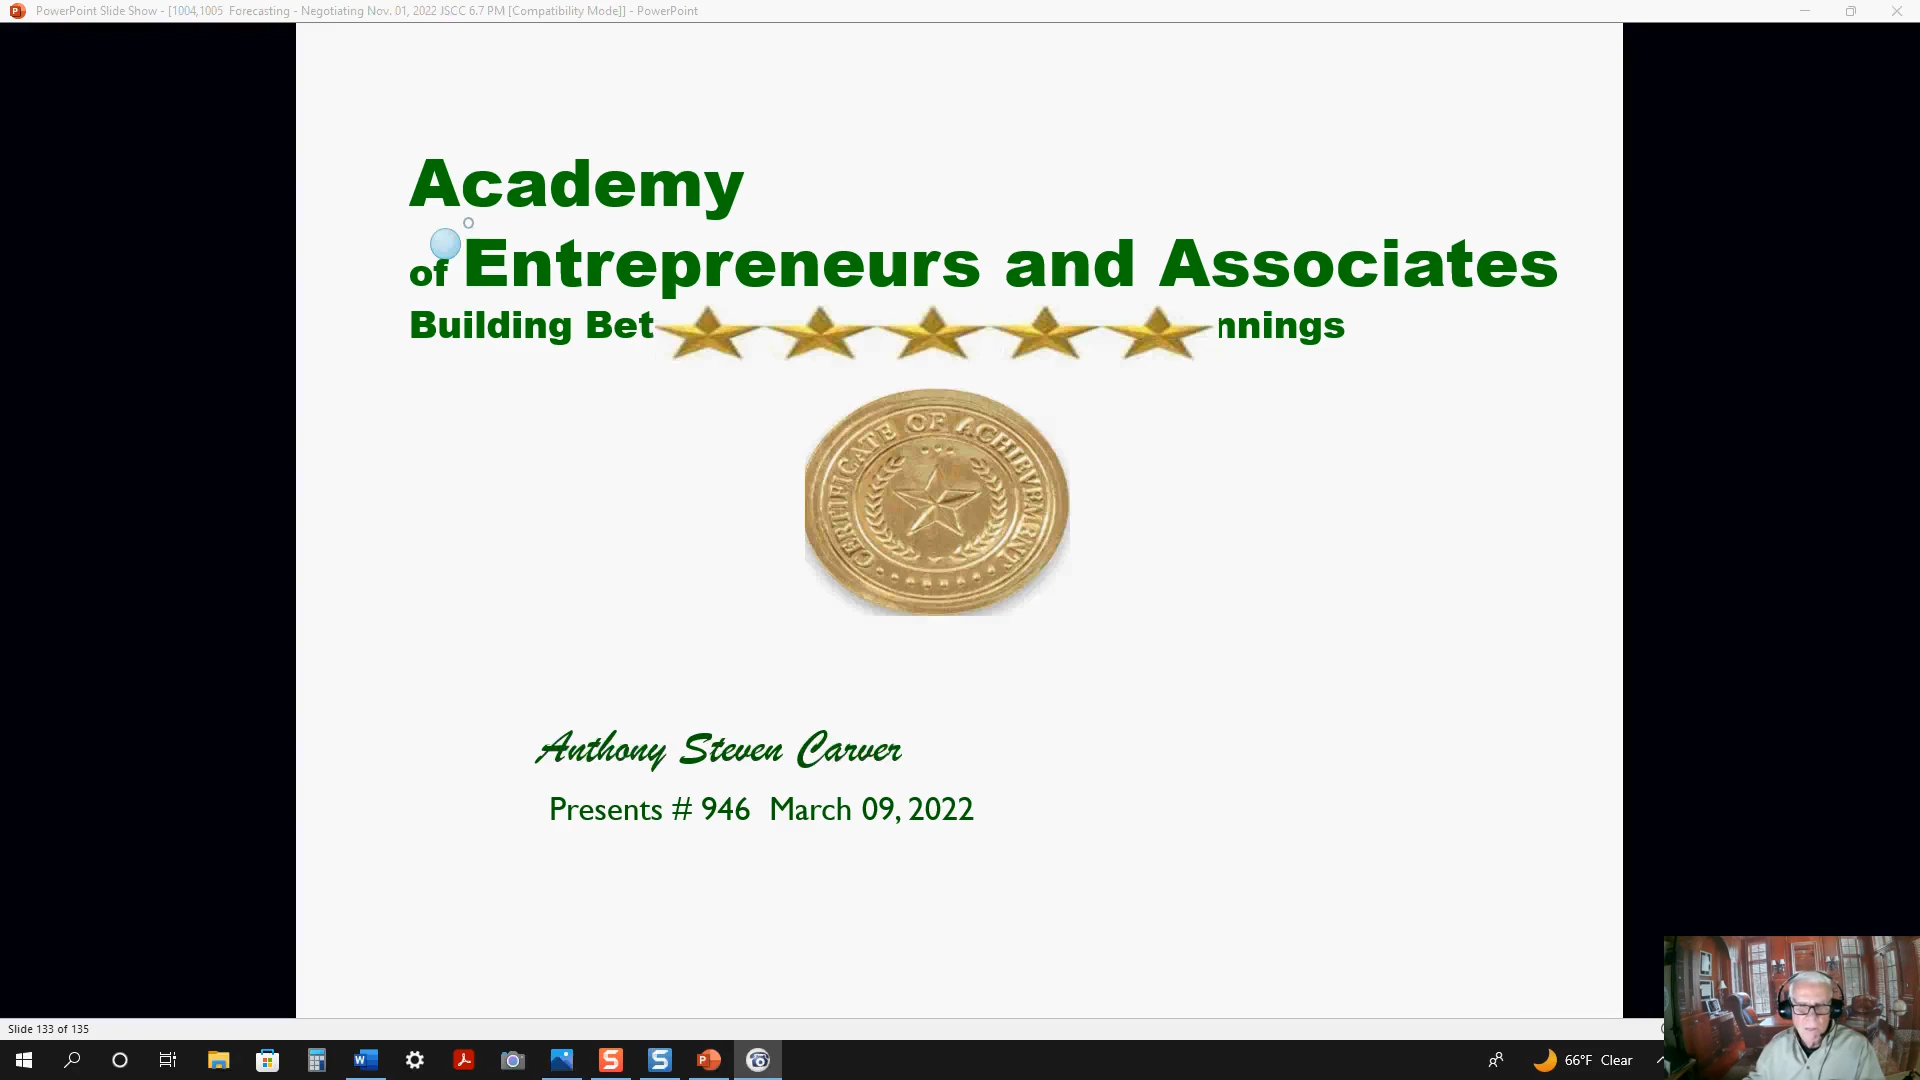 PowerPoint Slide Show - [1004,1005  Forecasting - Negotiating Nov. 01, 2022 JSCC 6.7 PM [Compatibility Mode]] - PowerPoint
Academy
of Entrepreneurs and Associates
Building Bet nnings
CERTIFICATE OF ACHIEVEMENT
Anthony Steven Carver
Presents # 946  March 09, 2022
Slide 133 of 135
66°F  Clear